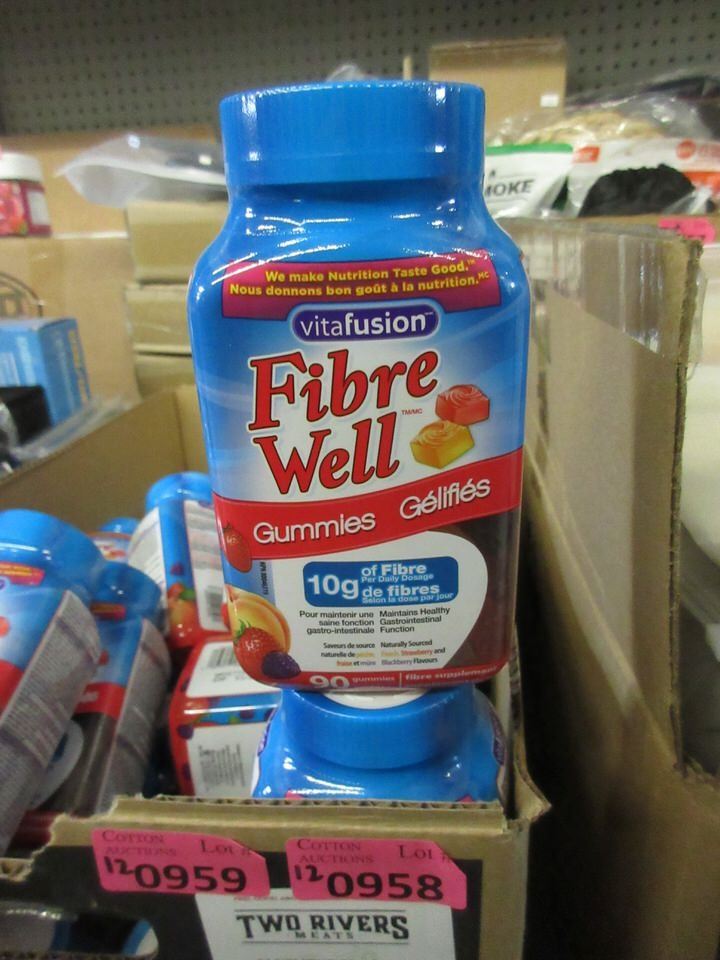 We make Nutrition Taste Good.™
Nous donnons bon goût à la nutrition.MC
vitafusion™
Fibre
Well™/MC
Gummies Gélifiés
10g of Fibre
Per Daily Dosage
de fibres
Selon la dose par jour
Pour maintenir une
saine fonction
gastro-intestinale
Maintains Healthy
Gastrointestinal
Function
Saveurs de source
naturelle de pêche,
fraise et mûre
Naturally Sourced
Peach, Strawberry and
Blackberry Flavours
90 gummies
fibre supplement
MOKE
COTTON
AUCTIONS LOT #
120959
COTTON
AUCTIONS LOT #
120958
TWO RIVERS
MEATS